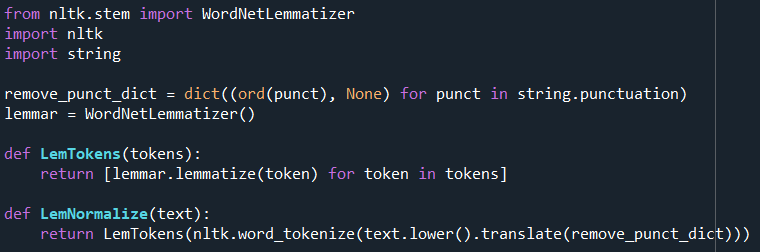 from nltk.stem import WordNetLemmatizer
import nltk
import string

remove_punct_dict = dict((ord(punct), None) for punct in string.punctuation)
lemmar = WordNetLemmatizer()

def LemTokens(tokens):
    return [lemmar.lemmatize(token) for token in tokens]

def LemNormalize(text):
    return LemTokens(nltk.word_tokenize(text.lower().translate(remove_punct_dict)))